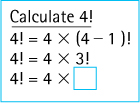 Calculate 4!
4! = 4 × (4 − 1 )!
4! = 4 × 3!
4! = 4 ×